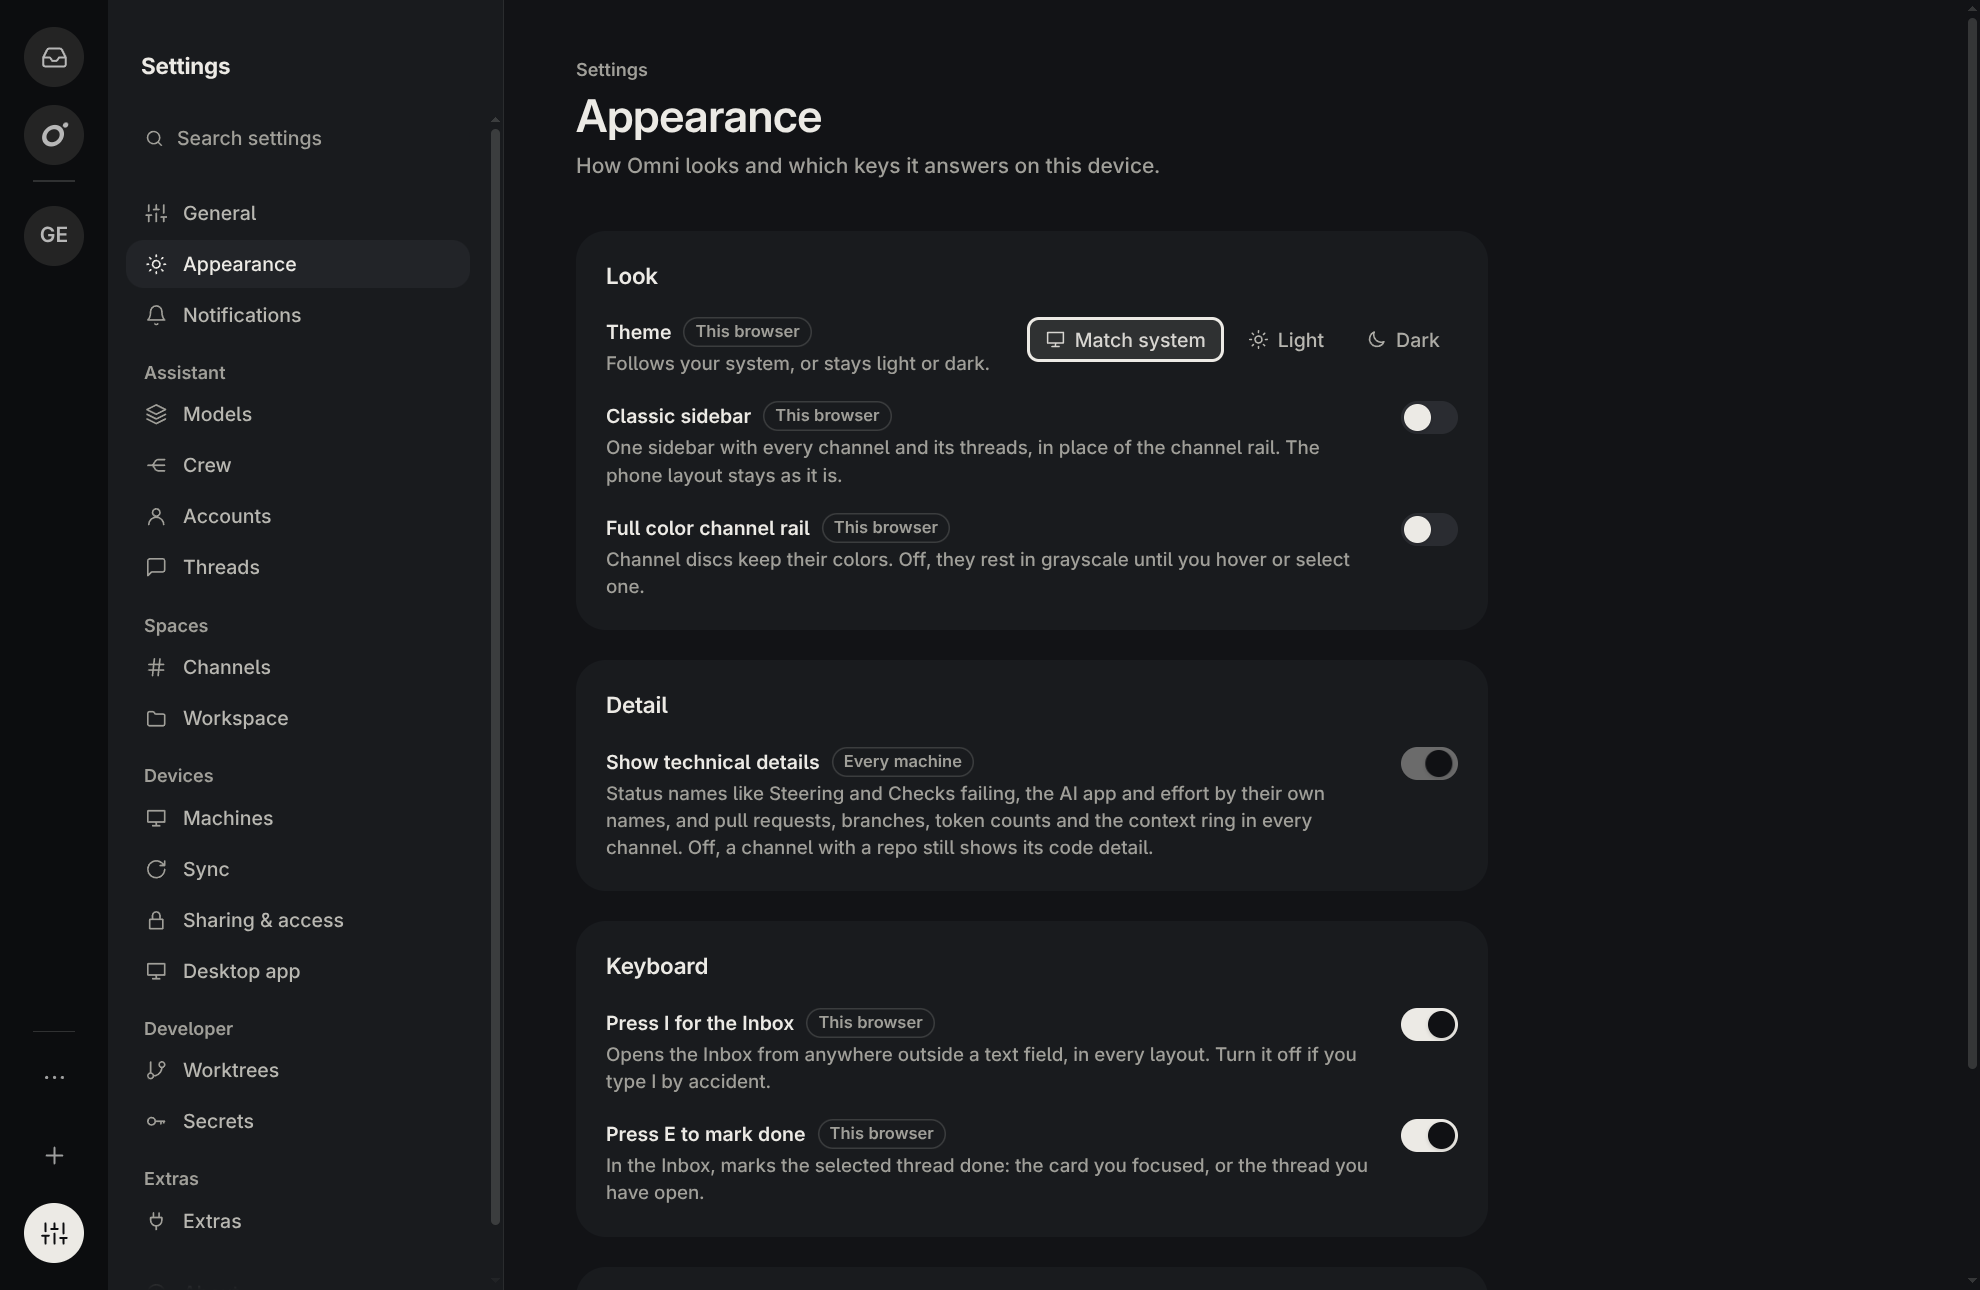 Settings
Search settings
GE
General
Appearance
Notifications
Assistant
Models
Crew
Accounts
Threads
Spaces
Channels
Workspace
Devices
Machines
Sync
Sharing & access
Desktop app
Developer
Worktrees
Secrets
Extras
Extras
Settings
Appearance
How Omni looks and which keys it answers on this device.
Look
Theme This browser
Follows your system, or stays light or dark.
Match system Light Dark
Classic sidebar This browser
One sidebar with every channel and its threads, in place of the channel rail. The
phone layout stays as it is.
Full color channel rail This browser
Channel discs keep their colors. Off, they rest in grayscale until you hover or select
one.
Detail
Show technical details Every machine
Status names like Steering and Checks failing, the AI app and effort by their own
names, and pull requests, branches, token counts and the context ring in every
channel. Off, a channel with a repo still shows its code detail.
Keyboard
Press I for the Inbox This browser
Opens the Inbox from anywhere outside a text field, in every layout. Turn it off if you
type I by accident.
Press E to mark done This browser
In the Inbox, marks the selected thread done: the card you focused, or the thread you
have open.